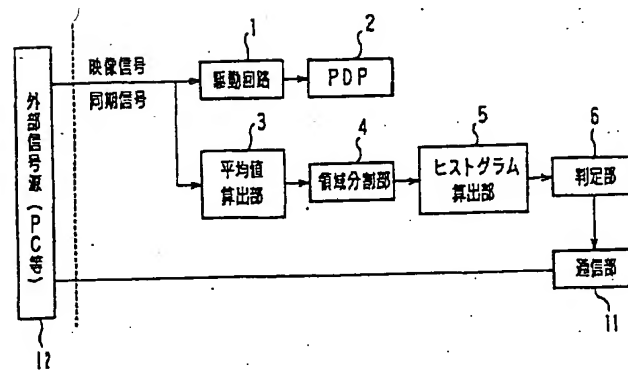 1
2
映像信号
駆動回路
PDP
同期信号
外部信号源(PC等)
3
4
5
6
平均値
算出部
領域分割部
ヒストグラム
算出部
判定部
通信部
12
11